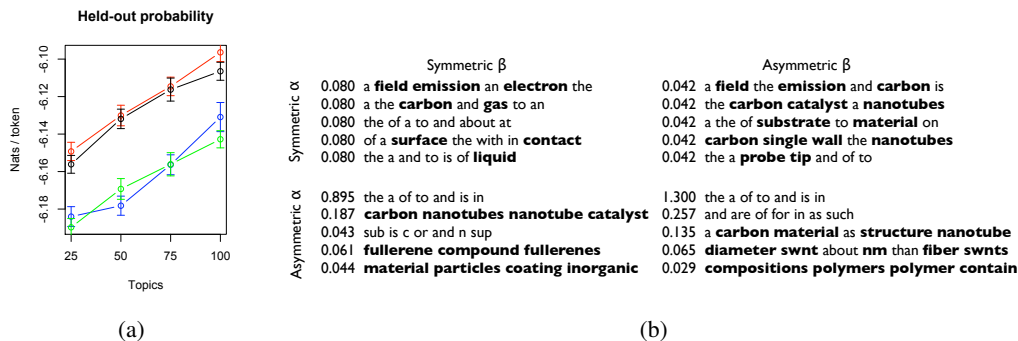 Held-out probability
Nats / token
-6.10
-6.12
-6.14
-6.16
-6.18
25 50 75 100
Topics
(a)
Symmetric β
Symmetric α
0.080 a field emission an electron the
0.080 a the carbon and gas to an
0.080 the of a to and about at
0.080 of a surface the with in contact
0.080 the a and to is of liquid
Asymmetric β
0.042 a field the emission and carbon is
0.042 the carbon catalyst a nanotubes
0.042 a the of substrate to material on
0.042 carbon single wall the nanotubes
0.042 the a probe tip and of to
Asymmetric α
0.895 the a of to and is in
0.187 carbon nanotubes nanotube catalyst
0.043 sub is c or and n sup
0.061 fullerene compound fullerenes
0.044 material particles coating inorganic
1.300 the a of to and is in
0.257 and are of for in as such
0.135 a carbon material as structure nanotube
0.065 diameter swnt about nm than fiber swnts
0.029 compositions polymers polymer contain
(b)